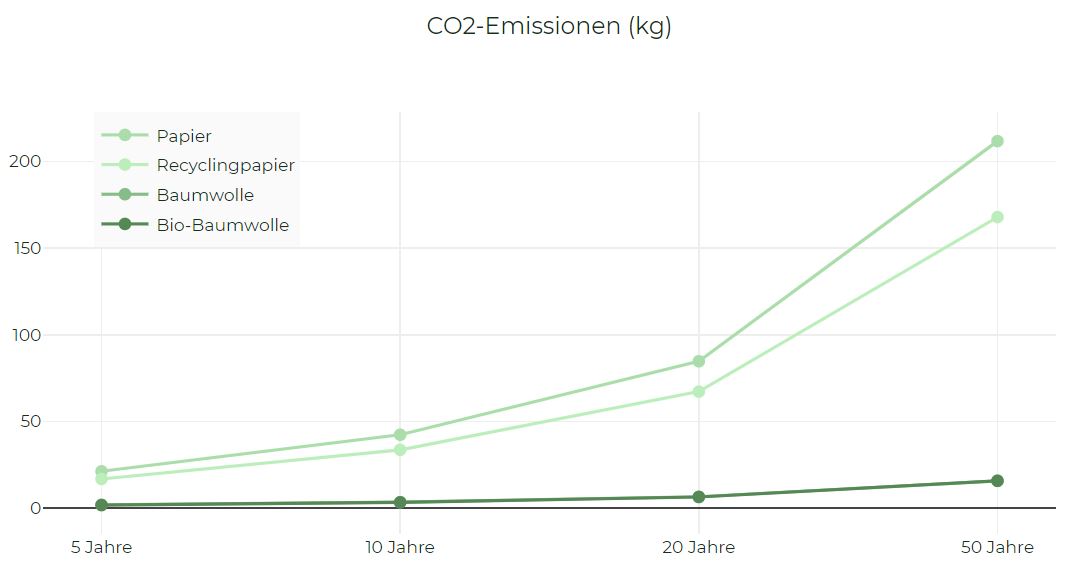 CO2-Emissionen (kg)
Papier
Recyclingpapier
Baumwolle
Bio-Baumwolle
200
150
100
50
0
5 Jahre
10 Jahre
20 Jahre
50 Jahre